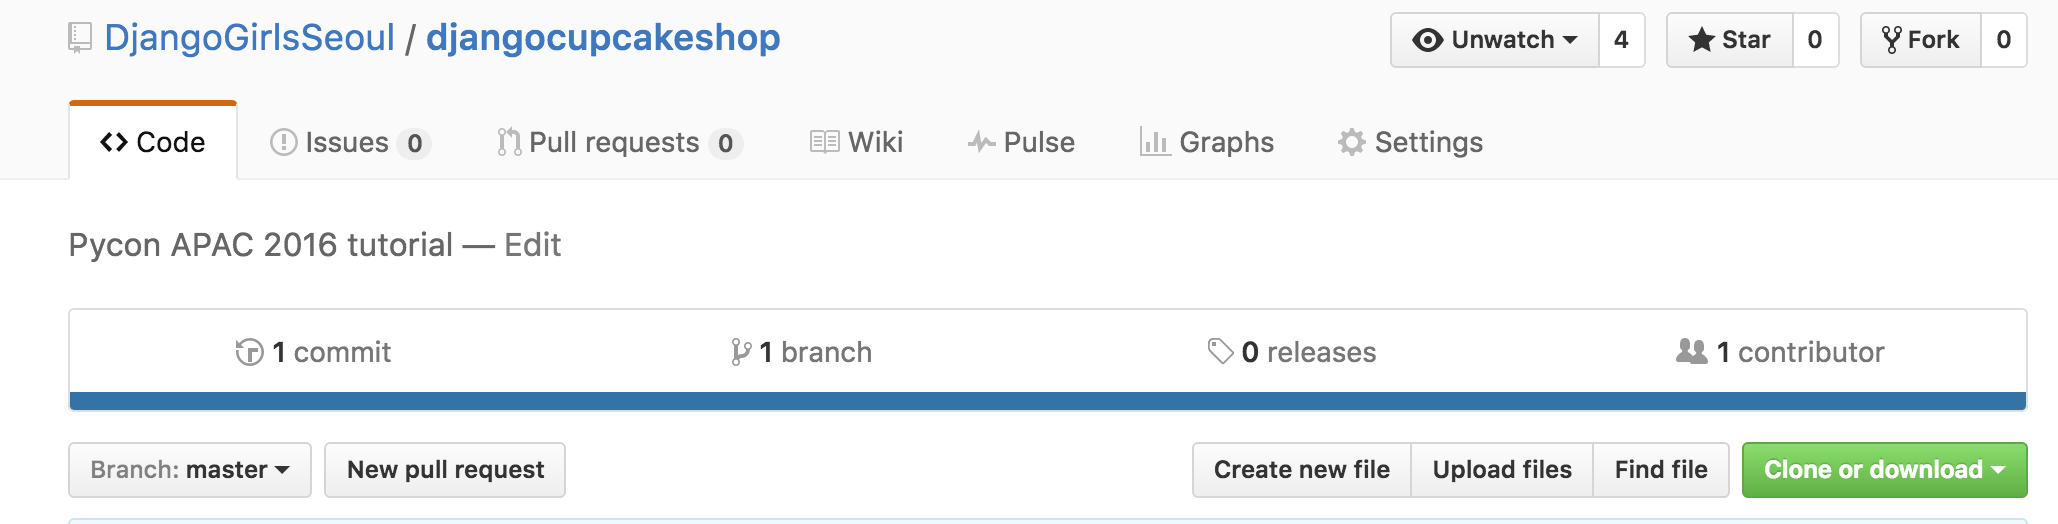 DjangoGirlsSeoul / djangocupcakeshop
Unwatch 4 Star 0 Fork 0
Code Issues 0 Pull requests 0 Wiki Pulse Graphs Settings
Pycon APAC 2016 tutorial — Edit
1 commit 1 branch 0 releases 1 contributor
Branch: master New pull request Create new file Upload files Find file Clone or download